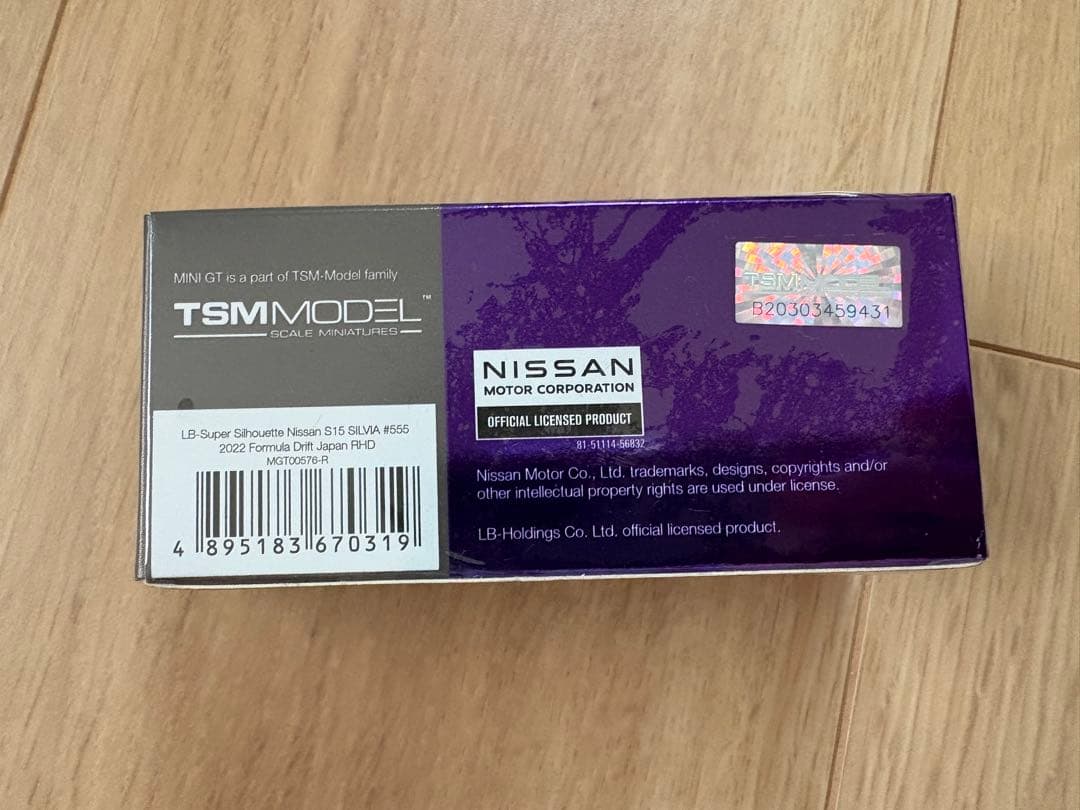 MINI GT is a part of TSM-Model family
TSMMODEL™
SCALE MINIATURES
LB-Super Silhouette Nissan S15 SILVIA #555
2022 Formula Drift Japan RHD
MGT00576-R
4 895183 670319
TSM
B20303459431
NISSAN
MOTOR CORPORATION
OFFICIAL LICENSED PRODUCT
81-51114-56832
Nissan Motor Co., Ltd. trademarks, designs, copyrights and/or
other intellectual property rights are used under license.
LB-Holdings Co. Ltd. official licensed product.